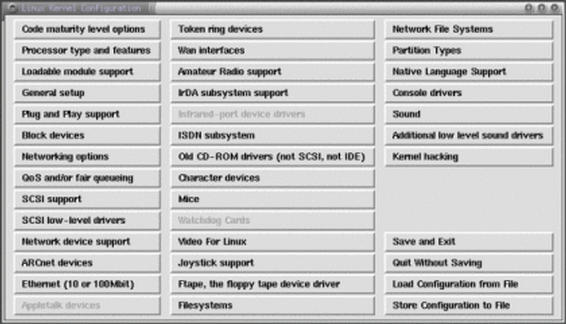 Linux Kernel Configuration
Code maturity level options
Processor type and features
Loadable module support
General setup
Plug and Play support
Block devices
Networking options
QoS and/or fair queueing
SCSI support
SCSI low-level drivers
Network device support
ARCnet devices
Ethernet (10 or 100Mbit)
Appletalk devices
Token ring devices
Wan interfaces
Amateur Radio support
IrDA subsystem support
Infrared-port device drivers
ISDN subsystem
Old CD-ROM drivers (not SCSI, not IDE)
Character devices
Mice
Watchdog Cards
Video For Linux
Joystick support
Ftape, the floppy tape device driver
Filesystems
Network File Systems
Partition Types
Native Language Support
Console drivers
Sound
Additional low level sound drivers
Kernel hacking
Save and Exit
Quit Without Saving
Load Configuration from File
Store Configuration to File